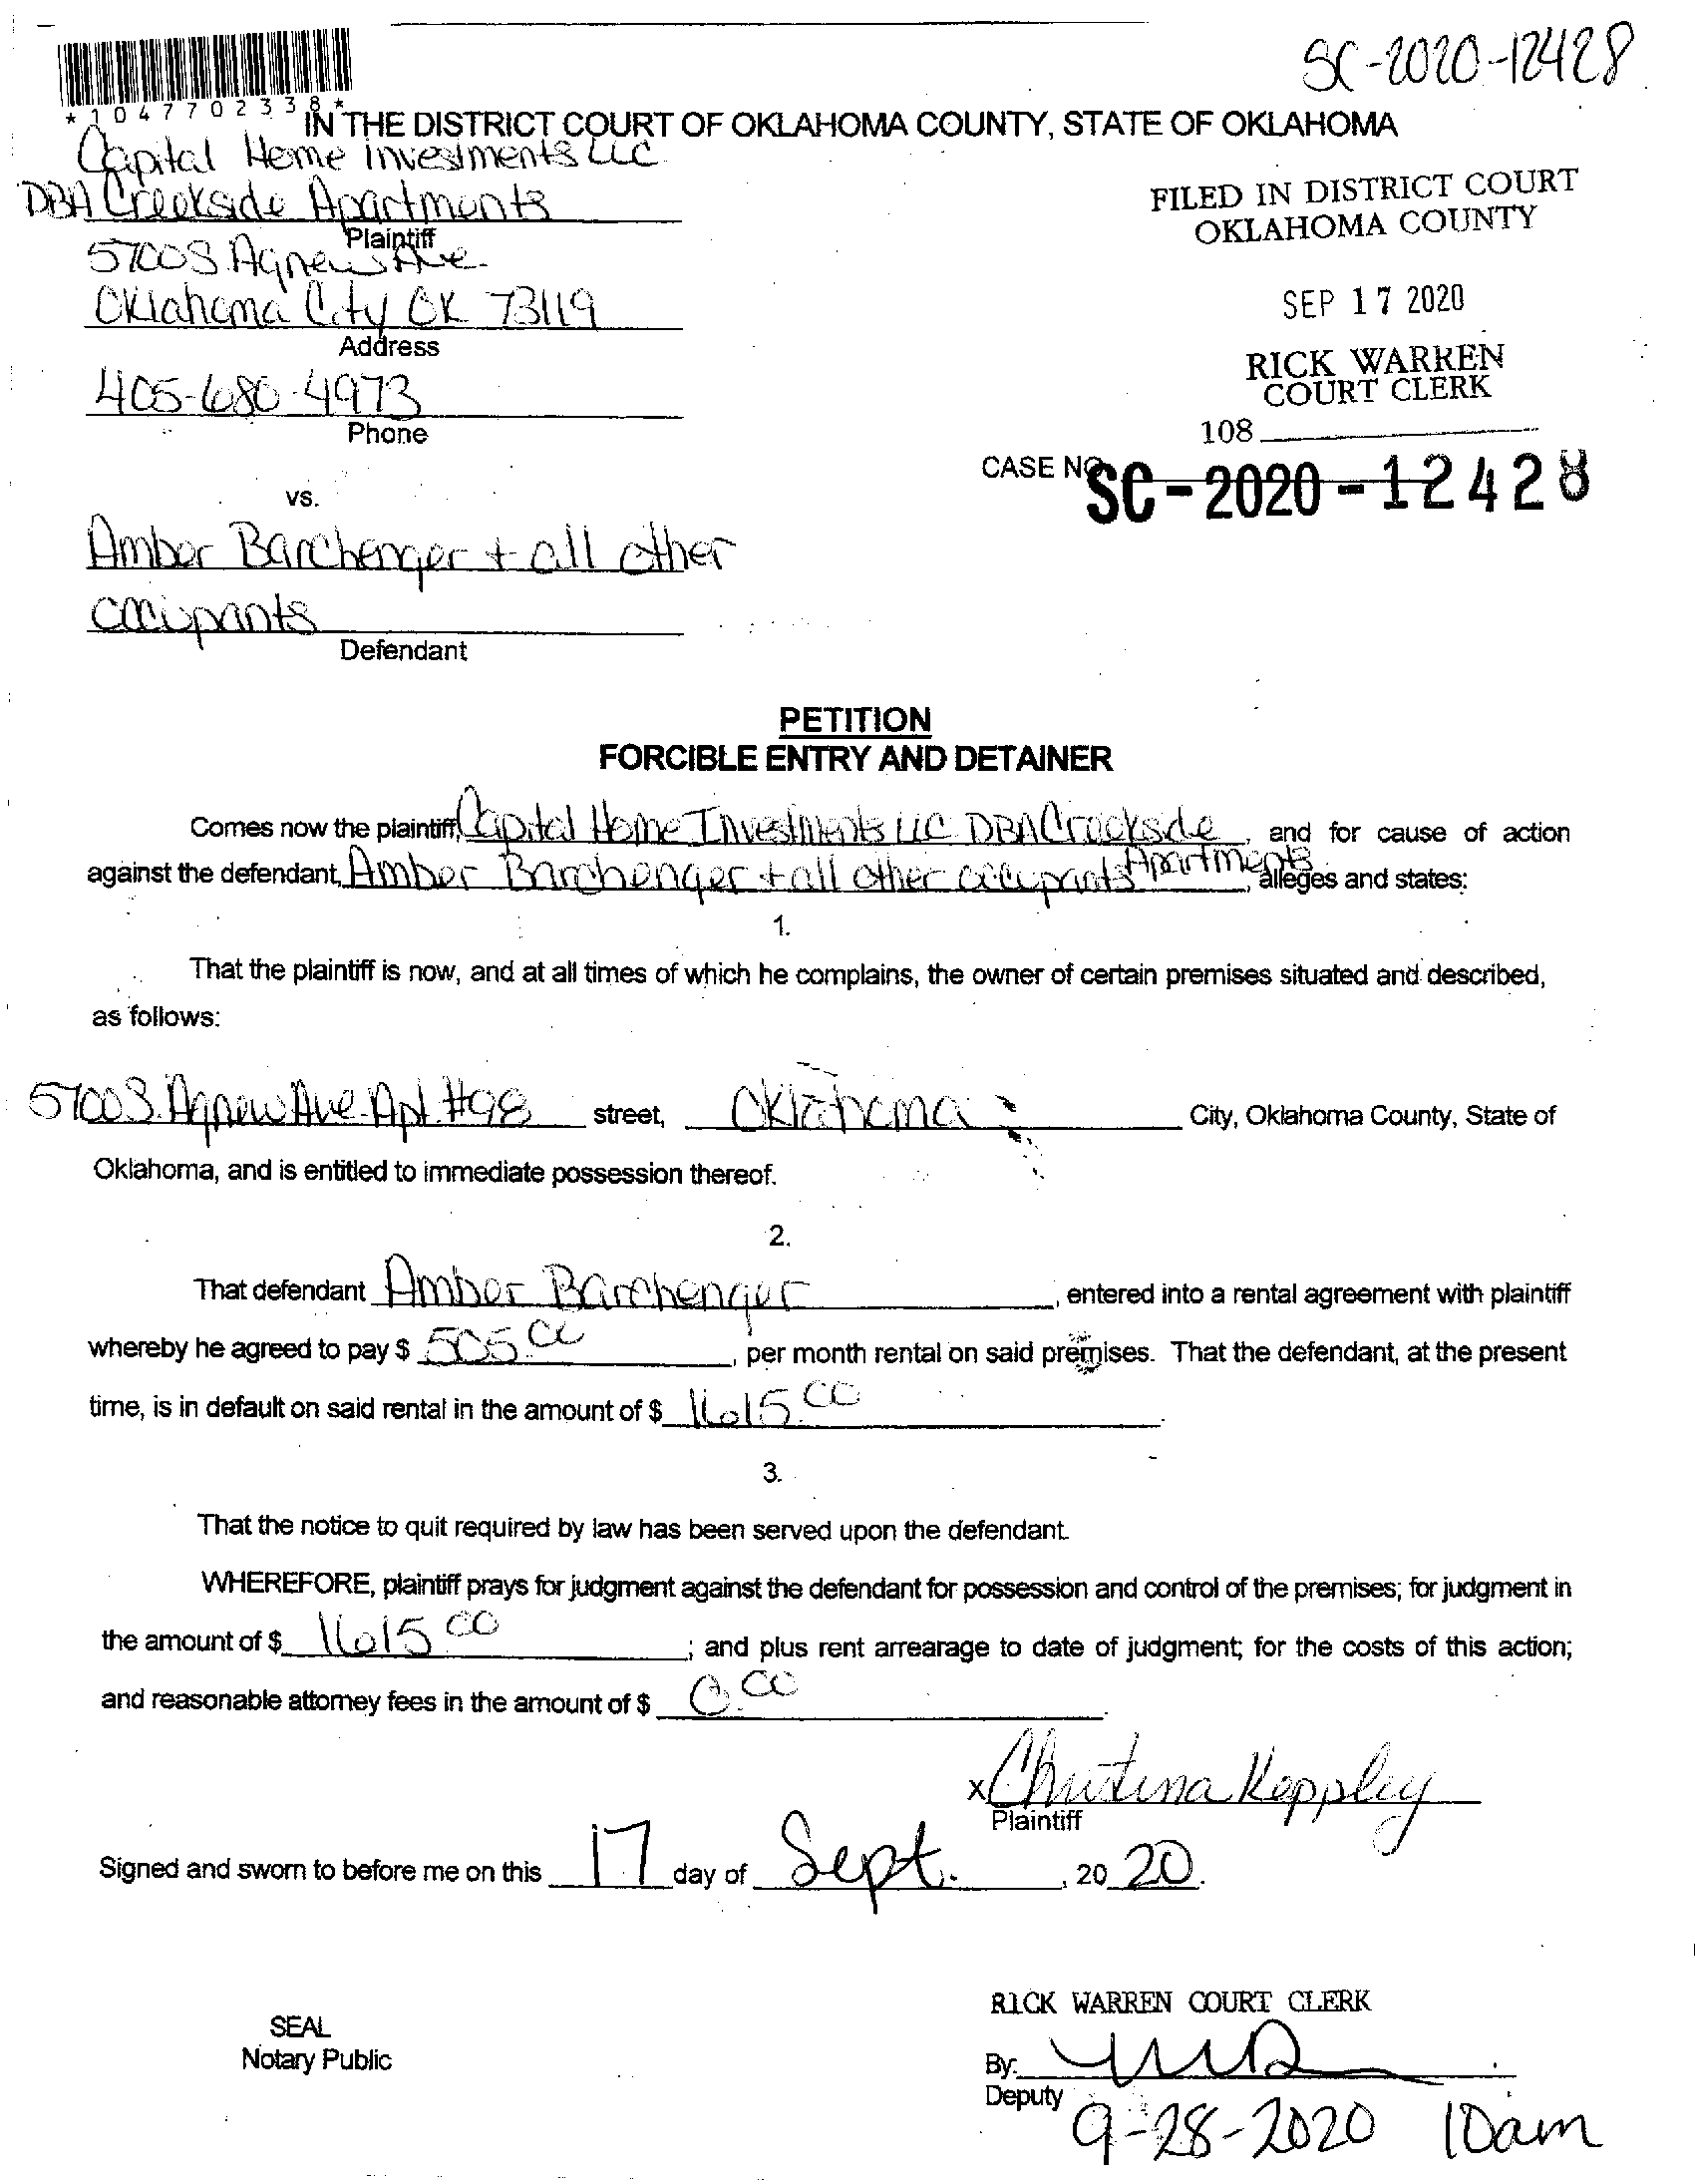 SC-2020-12428
*1047702338*
IN THE DISTRICT COURT OF OKLAHOMA COUNTY, STATE OF OKLAHOMA
Capital Home investments LLC
DBA Creekside Apartments
Plaintiff
5700 S. Agnew Ave.
Oklahoma City OK 73119
Address
405-680-4973
Phone
FILED IN DISTRICT COURT
OKLAHOMA COUNTY
SEP 17 2020
RICK WARREN
COURT CLERK
108
CASE NO. SC-2020-12428
vs.
Amber Barchenger + all other
occupants
Defendant
PETITION
FORCIBLE ENTRY AND DETAINER
Comes now the plaintiff, Capital Home Investments LLC DBA Creekside Apartments, and for cause of action
against the defendant, Amber Barchenger + all other occupants, alleges and states:
1.
That the plaintiff is now, and at all times of which he complains, the owner of certain premises situated and described,
as follows:
5700 S. Agnew Ave. Apt. #98 street, Oklahoma City, Oklahoma County, State of
Oklahoma, and is entitled to immediate possession thereof.
2.
That defendant Amber Barchenger, entered into a rental agreement with plaintiff
whereby he agreed to pay $ 505.00, per month rental on said premises. That the defendant, at the present
time, is in default on said rental in the amount of $ 1615.00.
3.
That the notice to quit required by law has been served upon the defendant.
WHEREFORE, plaintiff prays for judgment against the defendant for possession and control of the premises; for judgment in
the amount of $ 1615.00; and plus rent arrearage to date of judgment; for the costs of this action;
and reasonable attorney fees in the amount of $ 0.00.
x Christina Keppley
Plaintiff
Signed and sworn to before me on this 17 day of Sept., 20 20.
SEAL
Notary Public
RICK WARREN COURT CLERK
By:
Deputy
9-28-2020 10am